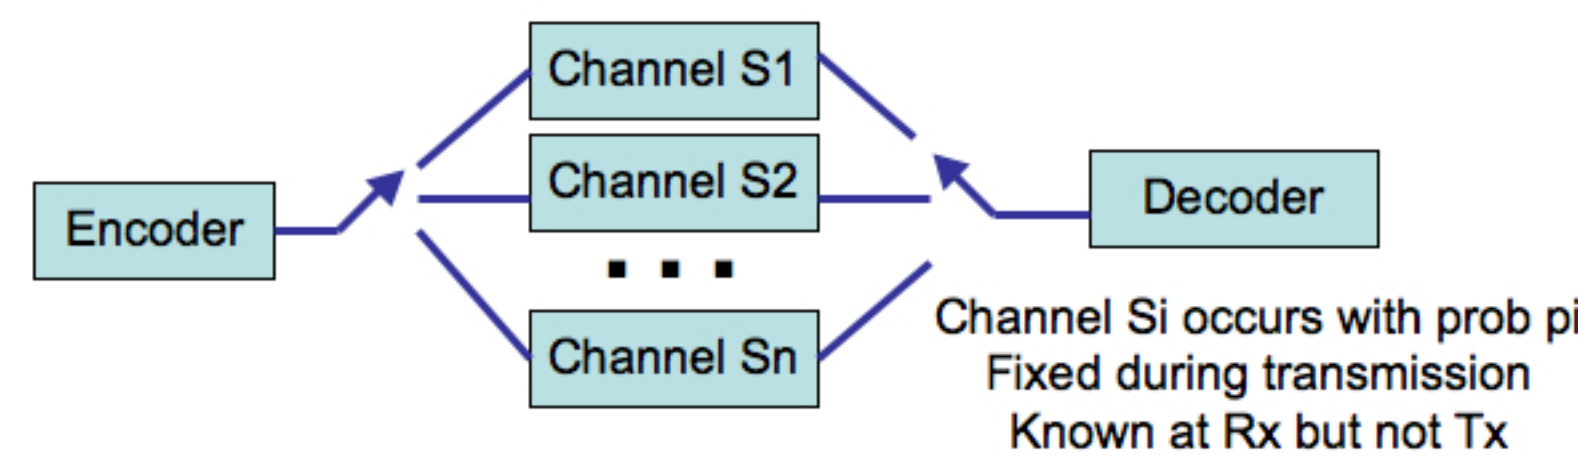 Channel S1
Channel S2
Encoder
Decoder
Channel Sn
Channel Si occurs with prob pi
Fixed during transmission
Known at Rx but not Tx